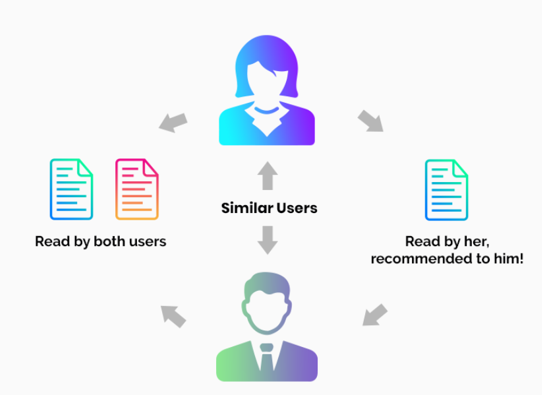 Similar Users
Read by both users
Read by her,
recommended to him!